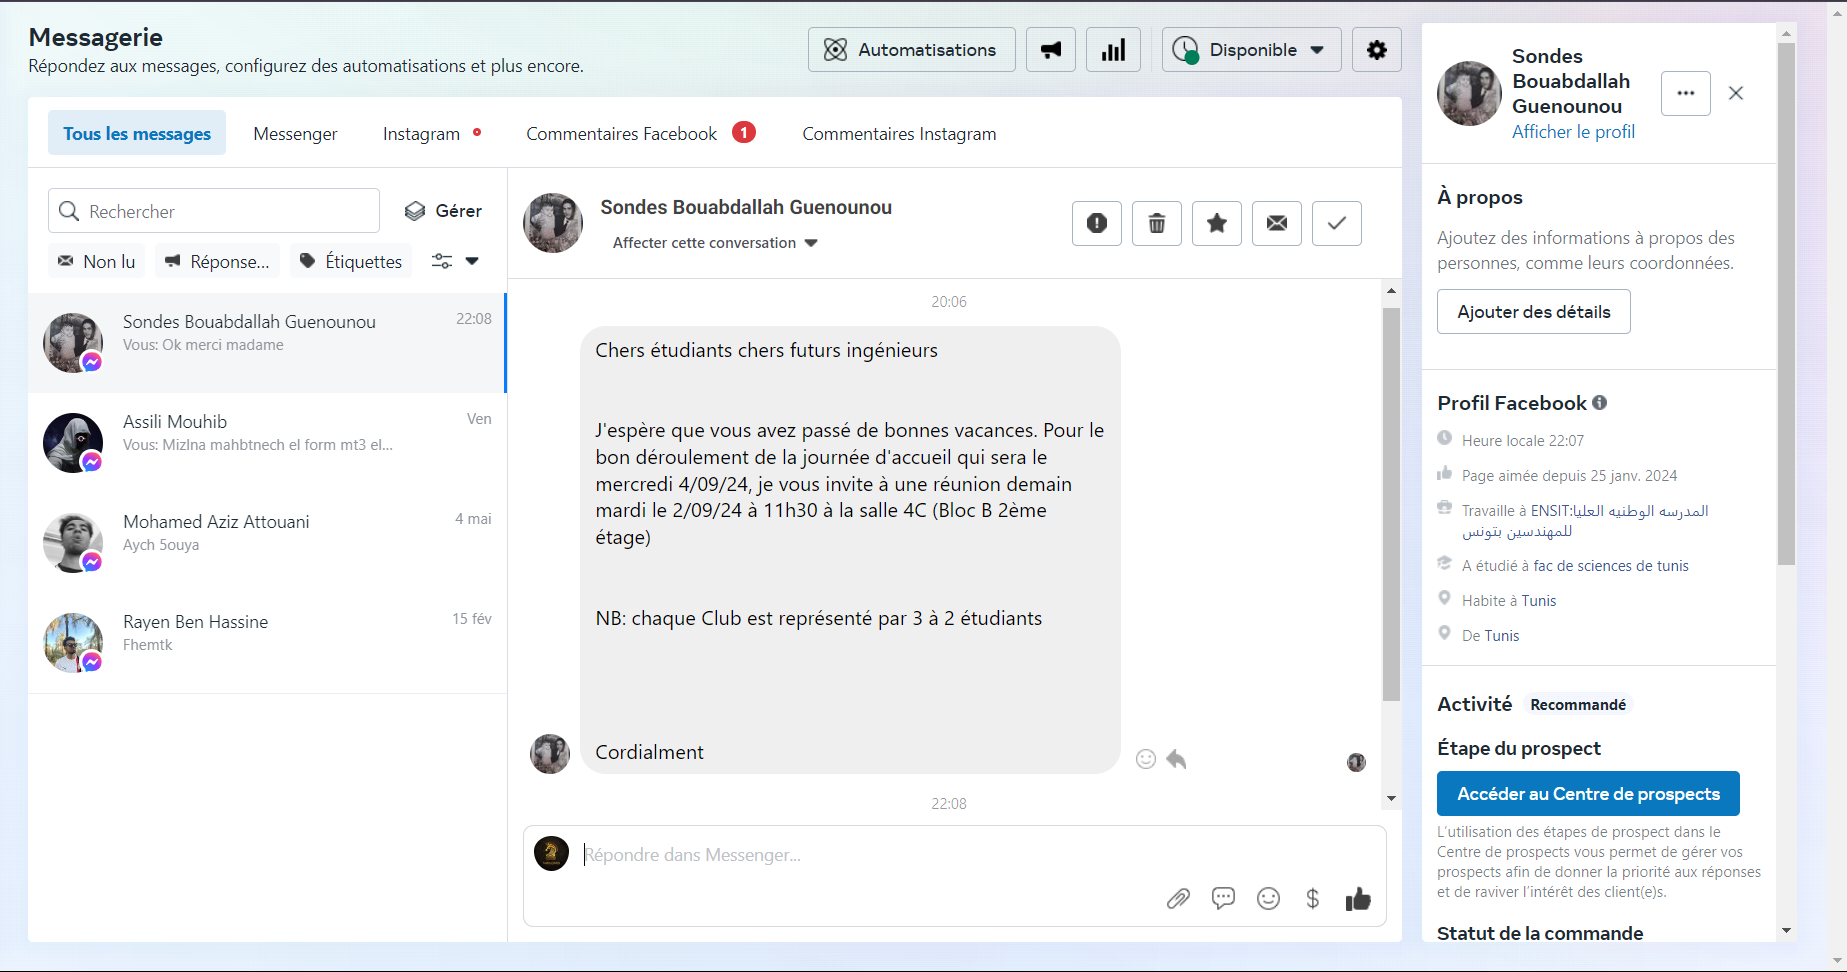 Messagerie
Répondez aux messages, configurez des automatisations et plus encore.
Automatisations
Disponible
Tous les messages
Messenger
Instagram
Commentaires Facebook
1
Commentaires Instagram
Rechercher
Gérer
Non lu
Réponse...
Étiquettes
Sondes Bouabdallah Guenounou
22:08
Vous: Ok merci madame
Assili Mouhib
Ven
Vous: Mizlna mahbtnech el form mt3 el...
Mohamed Aziz Attouani
4 mai
Aych 5ouya
Rayen Ben Hassine
15 fév
Fhemtk
Sondes Bouabdallah Guenounou
Affecter cette conversation
20:06
Chers étudiants chers futurs ingénieurs
J'espère que vous avez passé de bonnes vacances. Pour le
bon déroulement de la journée d'accueil qui sera le
mercredi 4/09/24, je vous invite à une réunion demain
mardi le 2/09/24 à 11h30 à la salle 4C (Bloc B 2ème
étage)
NB: chaque Club est représenté par 3 à 2 étudiants
Cordialment
22:08
Répondre dans Messenger...
Sondes
Bouabdallah
Guenounou
Afficher le profil
À propos
Ajoutez des informations à propos des
personnes, comme leurs coordonnées.
Ajouter des détails
Profil Facebook
Heure locale 22:07
Page aimée depuis 25 janv. 2024
Travaille à ENSIT:المدرسه الوطنيه العليا
للمهندسين بتونس
A étudié à fac de sciences de tunis
Habite à Tunis
De Tunis
Activité
Recommandé
Étape du prospect
Accéder au Centre de prospects
L'utilisation des étapes de prospect dans le
Centre de prospects vous permet de gérer vos
prospects afin de donner la priorité aux réponses
et de raviver l'intérêt des client(e)s.
Statut de la commande